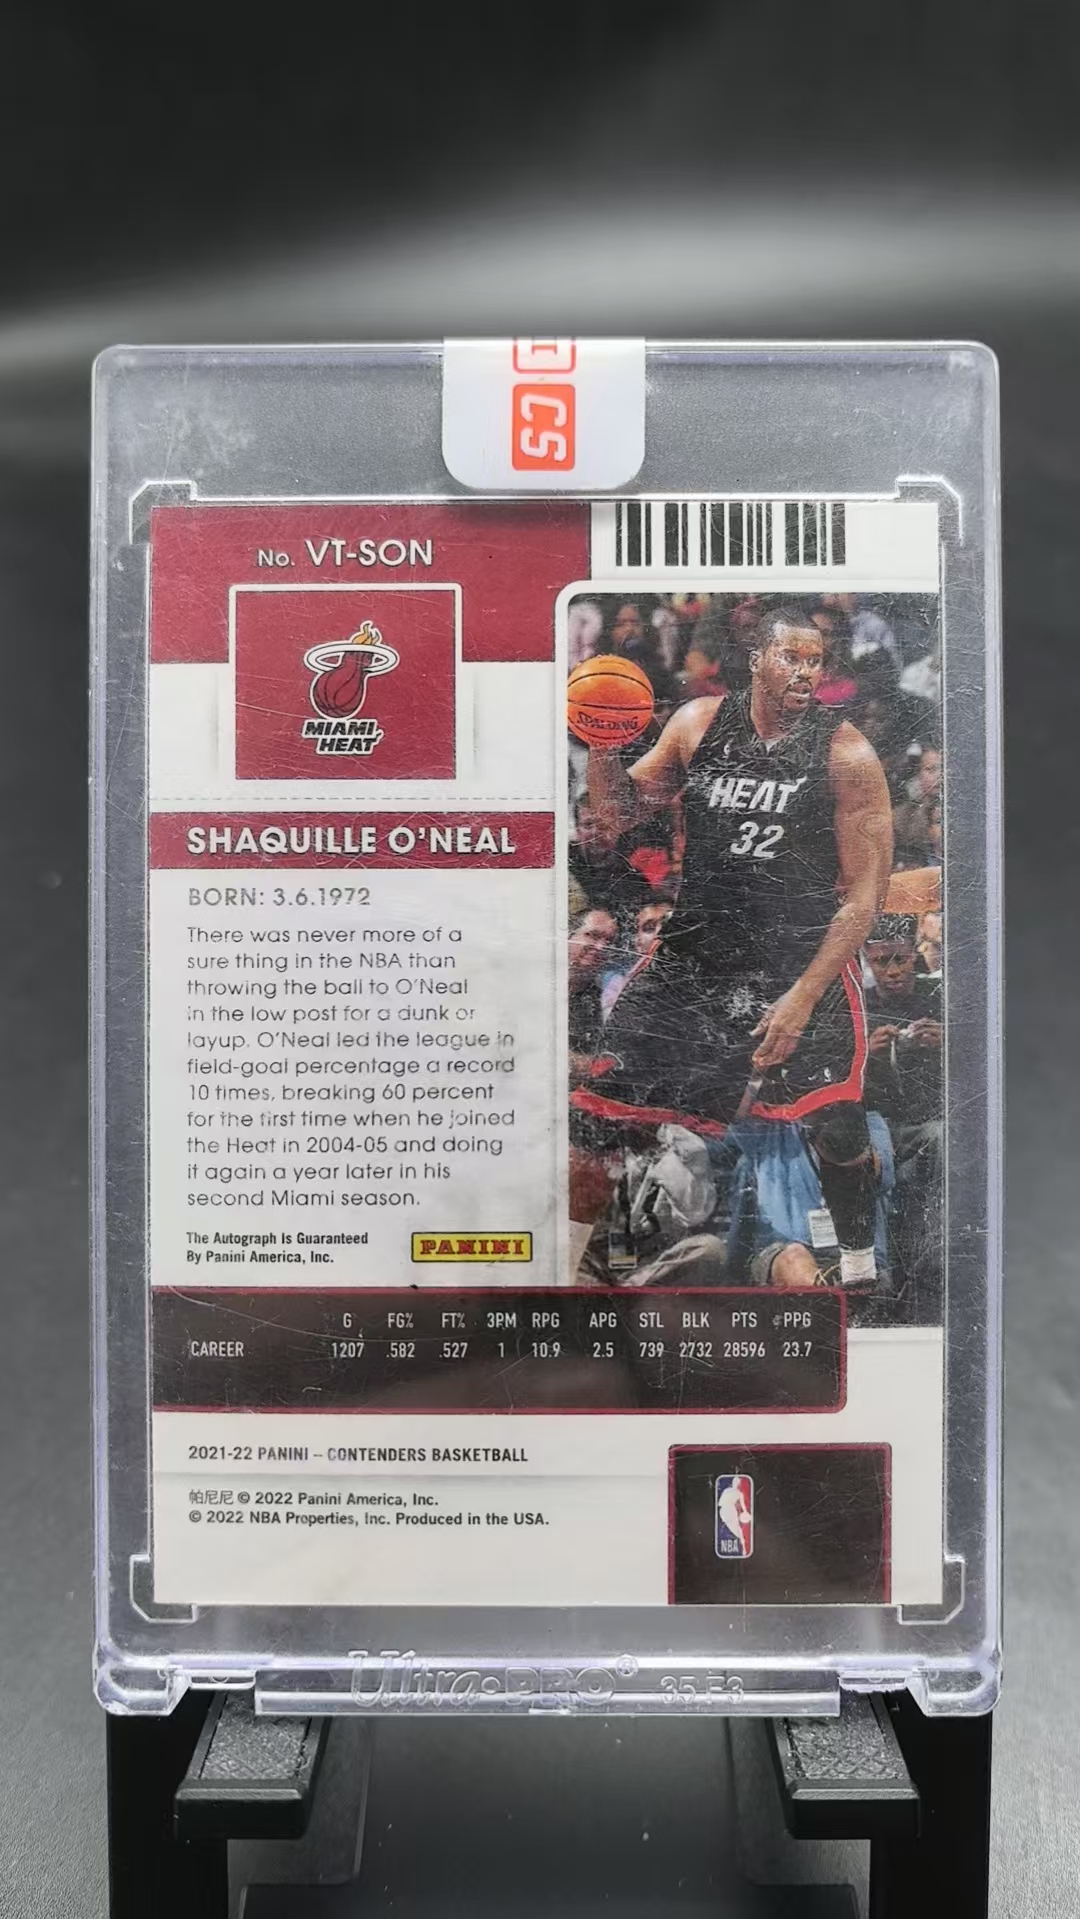 CS
No. VT-SON
MIAMI
HEAT
SPALDING
HEAT
32
SHAQUILLE O'NEAL
BORN: 3.6.1972
There was never more of a
sure thing in the NBA than
throwing the ball to O'Neal
in the low post for a dunk or
layup. O'Neal led the league in
field-goal percentage a record
10 times, breaking 60 percent
for the first time when he joined
the Heat in 2004-05 and doing
it again a year later in his
second Miami season.
The Autograph Is Guaranteed
By Panini America, Inc.
PANINI
G FG% FT% 3PM RPG APG STL BLK PTS PPG
CAREER 1207 .582 .527 1 10.9 2.5 739 2732 28596 23.7
2021-22 PANINI – CONTENDERS BASKETBALL
帕尼尼 © 2022 Panini America, Inc.
© 2022 NBA Properties, Inc. Produced in the USA.
NBA
Ultra•PRO®